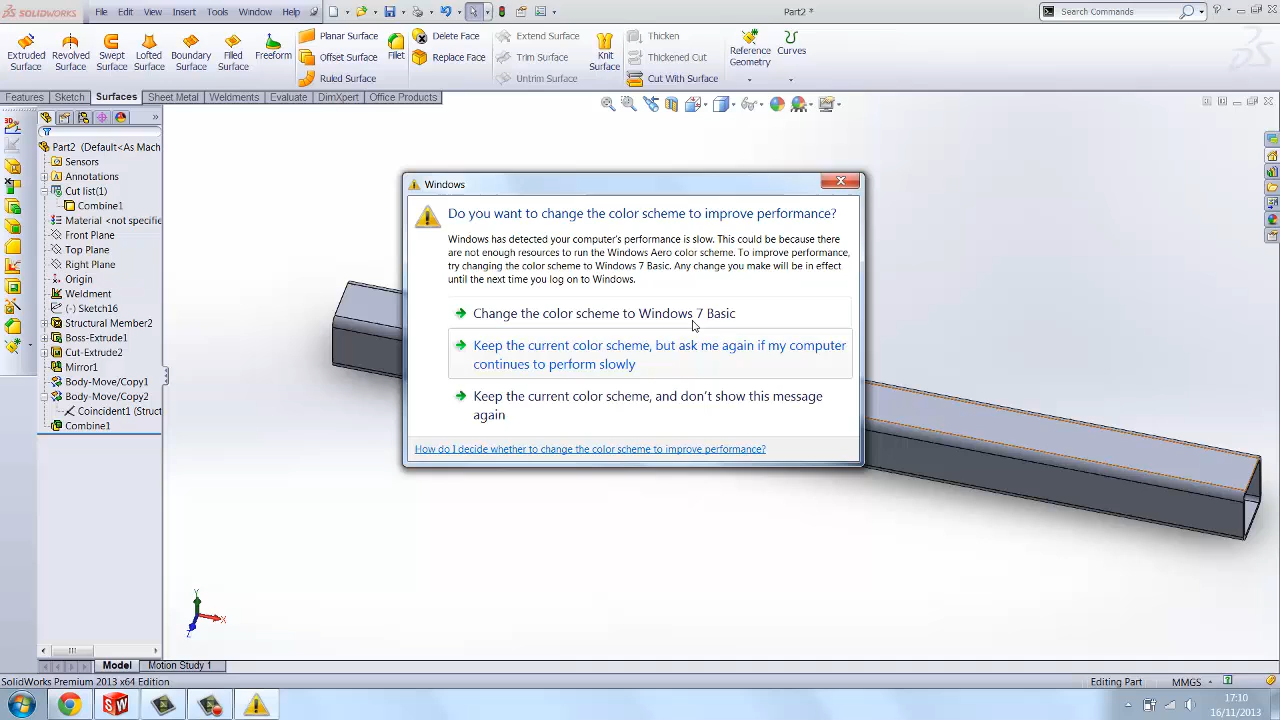 SOLIDWORKS File Edit View Insert Tools Window Help Part2 * Search Commands
Extruded Surface
Revolved Surface
Swept Surface
Lofted Surface
Boundary Surface
Filled Surface
Freeform
Planar Surface
Offset Surface
Ruled Surface
Fillet
Delete Face
Replace Face
Extend Surface
Trim Surface
Untrim Surface
Knit Surface
Thicken
Thickened Cut
Cut With Surface
Reference Geometry
Curves
Features Sketch Surfaces Sheet Metal Weldments Evaluate DimXpert Office Products
Part2 (Default<As Mach
Sensors
Annotations
Cut list(1)
Combine1
Material <not specifie
Front Plane
Top Plane
Right Plane
Origin
Weldment
(-) Sketch16
Structural Member2
Boss-Extrude1
Cut-Extrude2
Mirror1
Body-Move/Copy1
Body-Move/Copy2
Coincident1 (Struct
Combine1
Windows
Do you want to change the color scheme to improve performance?
Windows has detected your computer's performance is slow. This could be because there
are not enough resources to run the Windows Aero color scheme. To improve performance,
try changing the color scheme to Windows 7 Basic. Any change you make will be in effect
until the next time you log on to Windows.
Change the color scheme to Windows 7 Basic
Keep the current color scheme, but ask me again if my computer
continues to perform slowly
Keep the current color scheme, and don't show this message
again
How do I decide whether to change the color scheme to improve performance?
Y
X
Z
Model Motion Study 1
SolidWorks Premium 2013 x64 Edition Editing Part MMGS
17:10
16/11/2013